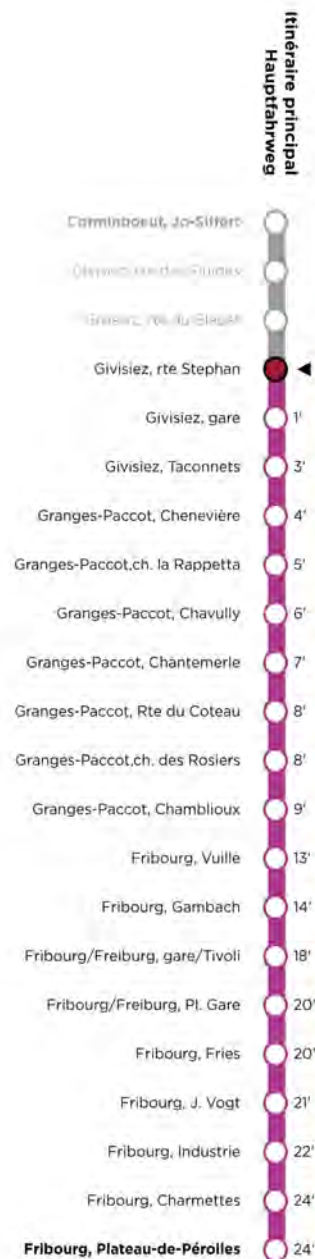 Itinéraire principal
Hauptfahrweg
Corminboeuf, Jo-Siffert
Givisiez, rte Stephan
Givisiez, gare 1'
Givisiez, Taconnets 3'
Granges-Paccot, Chenevière 4'
Granges-Paccot,ch. la Rappetta 5'
Granges-Paccot, Chavully 6'
Granges-Paccot, Chantemerle 7'
Granges-Paccot, Rte du Coteau 8'
Granges-Paccot,ch. des Rosiers 8'
Granges-Paccot, Chamblioux 9'
Fribourg, Vuille 13'
Fribourg, Gambach 14'
Fribourg/Freiburg, gare/Tivoli 18'
Fribourg/Freiburg, Pl. Gare 20'
Fribourg, Fries 20'
Fribourg, J. Vogt 21'
Fribourg, Industrie 22'
Fribourg, Charmettes 24'
Fribourg, Plateau-de-Pérolles 24'